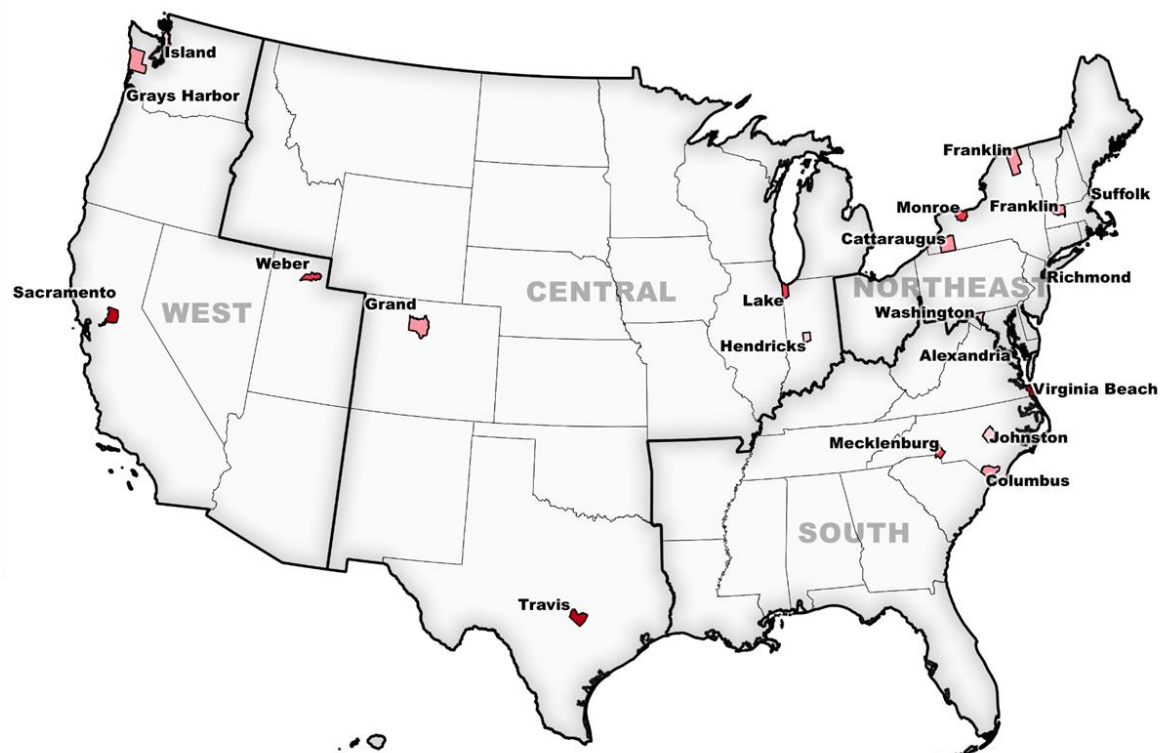 Island
Grays Harbor
Franklin
Suffolk
Monroe
Franklin
Cattaraugus
Weber
Richmond
Sacramento
CENTRAL
NORTHEAST
Lake
Grand
WEST
Washington
Hendricks
Alexandria
Virginia Beach
Mecklenburg
Johnston
Columbus
SOUTH
Travis